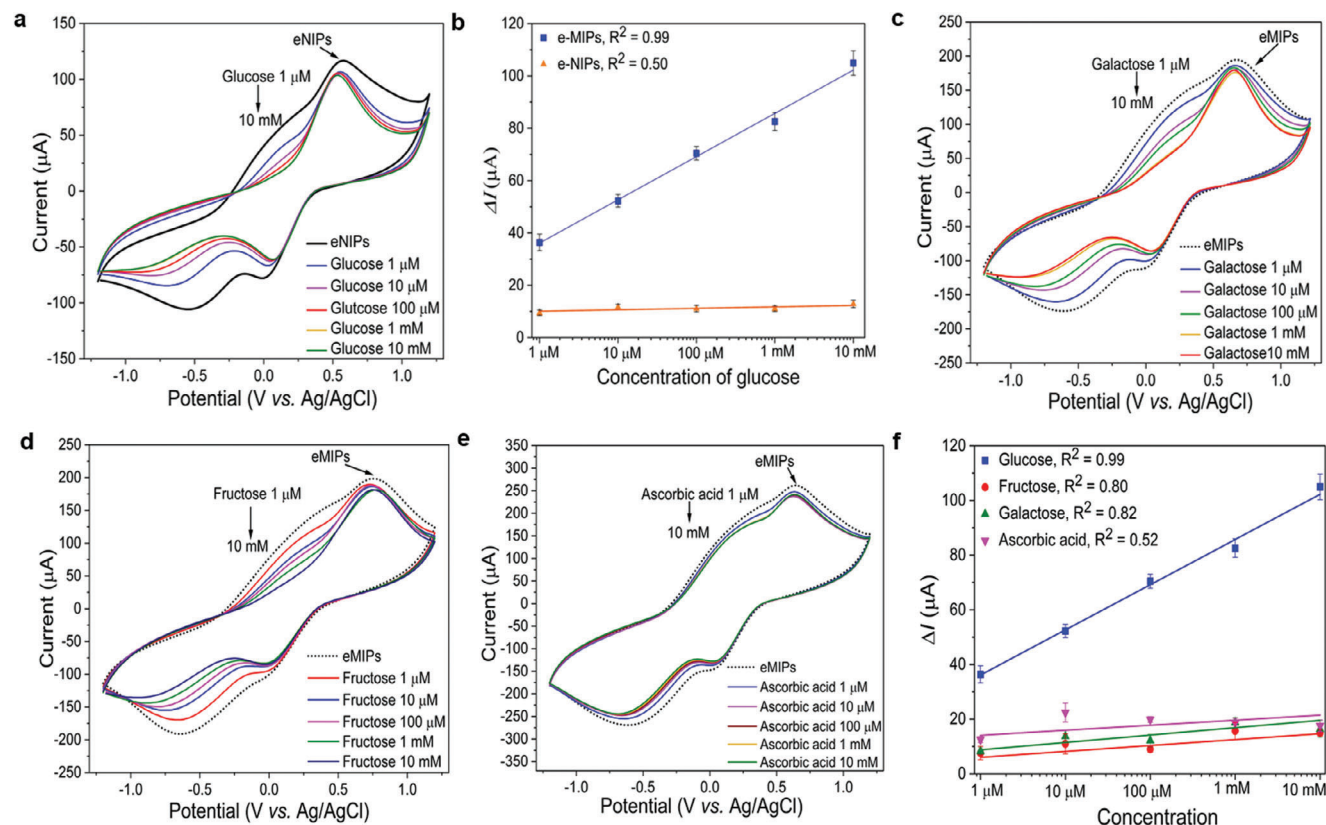 a
150
100
50
0
-50
-100
-150
Current (μA)
eNIPs
Glucose 1 μM
10 mM
eNIPs
Glucose 1 μM
Glucose 10 μM
Glutcose 100 μM
Glucose 1 mM
Glucose 10 mM
-1.0 -0.5 0.0 0.5 1.0
Potential (V vs. Ag/AgCl)
b
120
100
80
60
40
20
0
ΔI (μA)
e-MIPs, R² = 0.99
e-NIPs, R² = 0.50
1 μM 10 μM 100 μM 1 mM 10 mM
Concentration of glucose
c
250
200
150
100
50
0
-50
-100
-150
-200
-250
Current (μA)
eMIPs
Galactose 1 μM
10 mM
eMIPs
Galactose 1 μM
Galactose 10 μM
Galactose 100 μM
Galactose 1 mM
Galactose10 mM
-1.0 -0.5 0.0 0.5 1.0
Potential (V vs. Ag/AgCl)
d
250
200
150
100
50
0
-50
-100
-150
-200
-250
Current (μA)
eMIPs
Fructose 1 μM
10 mM
eMIPs
Fructose 1 μM
Fructose 10 μM
Fructose 100 μM
Fructose 1 mM
Fructose 10 mM
-1.0 -0.5 0.0 0.5 1.0
Potential (V vs. Ag/AgCl)
e
350
300
250
200
150
100
50
0
-50
-100
-150
-200
-250
-300
-350
Current (μA)
eMIPs
Ascorbic acid 1 μM
10 mM
eMIPs
Ascorbic acid 1 μM
Ascorbic acid 10 μM
Ascorbic acid 100 μM
Ascorbic acid 1 mM
Ascorbic acid 10 mM
-1.0 -0.5 0.0 0.5 1.0
Potential (V vs. Ag/AgCl)
f
120
100
80
60
40
20
0
ΔI (μA)
Glucose, R² = 0.99
Fructose, R² = 0.80
Galactose, R² = 0.82
Ascorbic acid, R² = 0.52
1 μM 10 μM 100 μM 1 mM 10 mM
Concentration